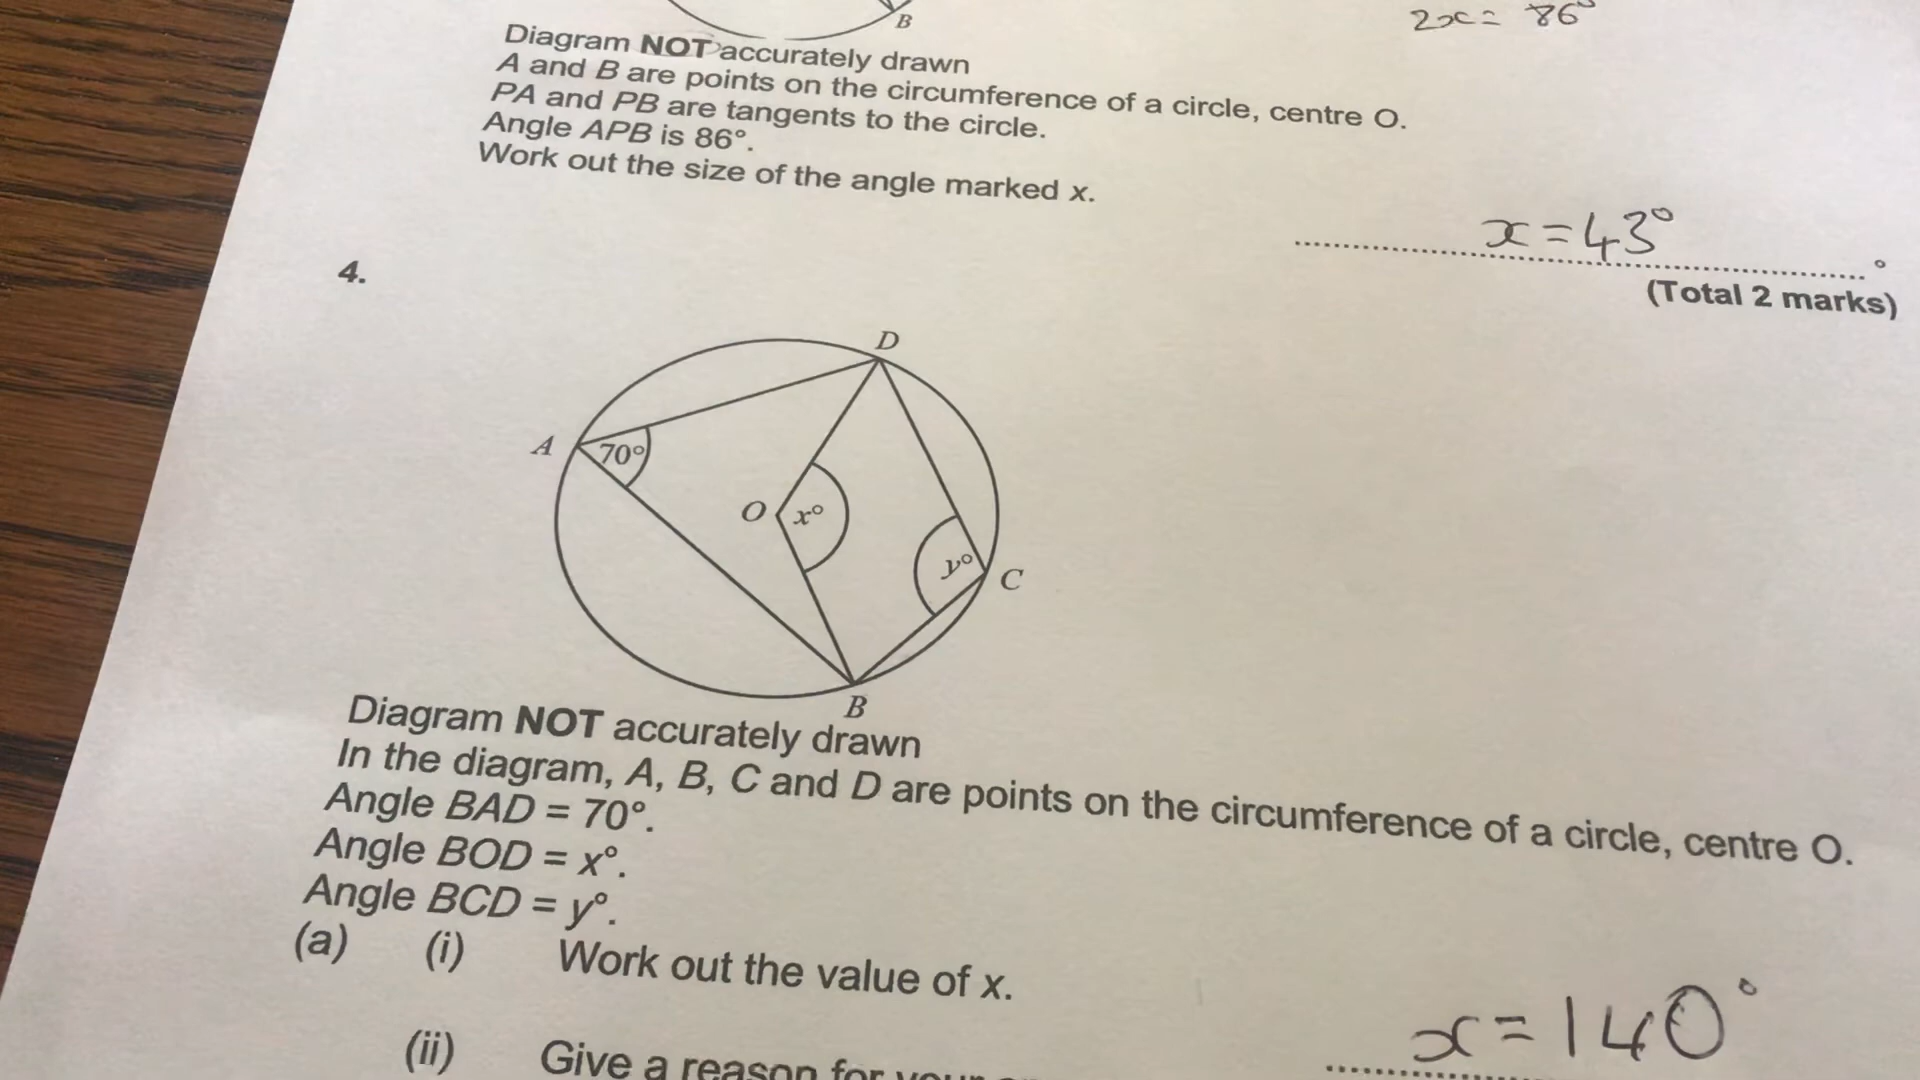 B
2x = 86°
Diagram NOT accurately drawn
A and B are points on the circumference of a circle, centre O.
PA and PB are tangents to the circle.
Angle APB is 86°.
Work out the size of the angle marked x.
x = 43°
°
(Total 2 marks)
4.
D
A
70°
O
x°
y°
C
B
Diagram NOT accurately drawn
In the diagram, A, B, C and D are points on the circumference of a circle, centre O.
Angle BAD = 70°.
Angle BOD = x°.
Angle BCD = y°.
(a) (i) Work out the value of x.
x = 140°
(ii) Give a reason for your